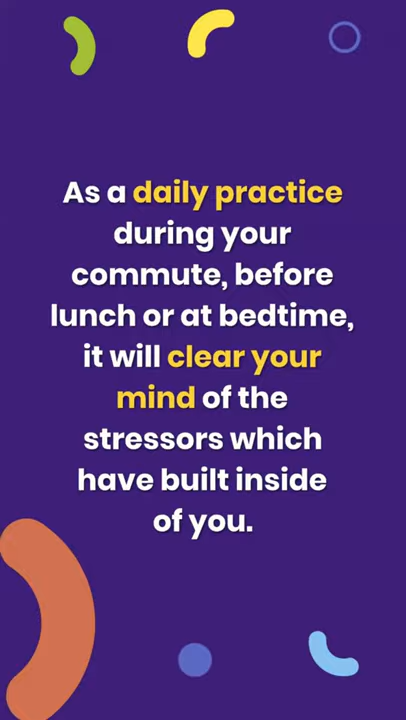 As a daily practice
during your
commute, before
lunch or at bedtime,
it will clear your
mind of the
stressors which
have built inside
of you.